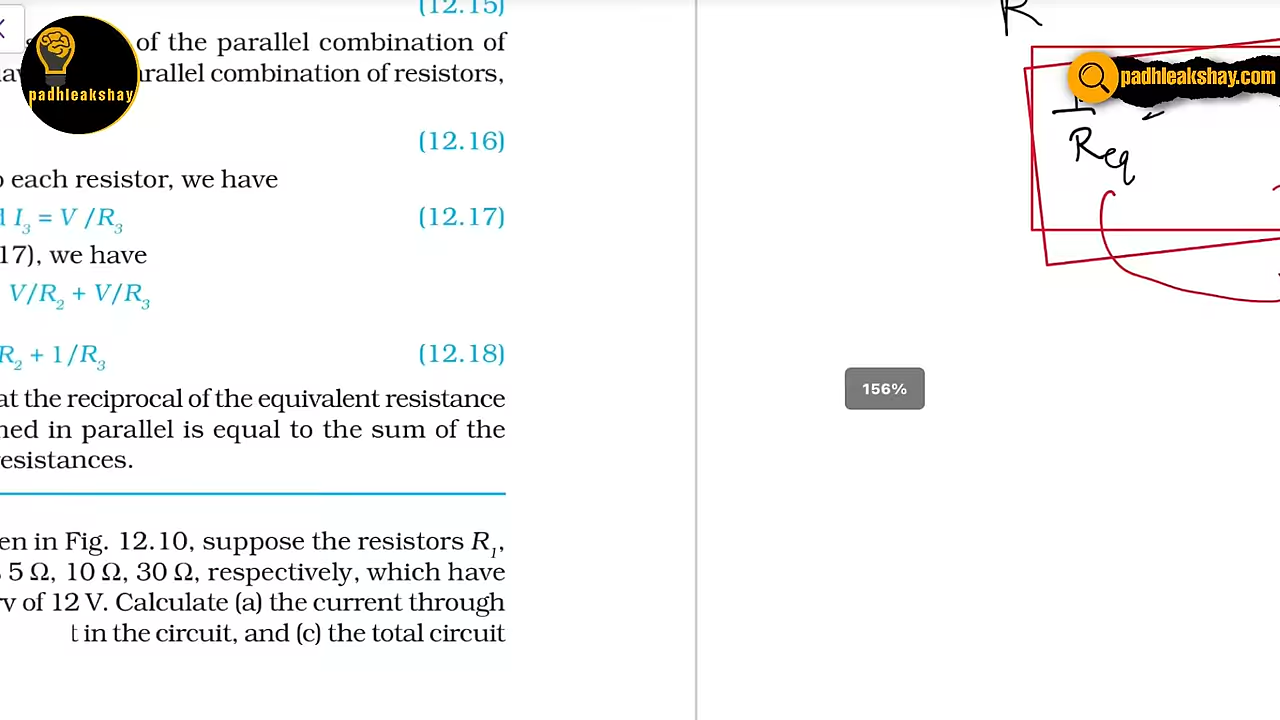 (12.15)
of the parallel combination of
parallel combination of resistors,
padhleakshay
(12.16)
each resistor, we have
I₃ = V /R₃ (12.17)
17), we have
V/R₂ + V/R₃
R₂ + 1/R₃ (12.18)
at the reciprocal of the equivalent resistance
ned in parallel is equal to the sum of the
resistances.
en in Fig. 12.10, suppose the resistors R₁,
5 Ω, 10 Ω, 30 Ω, respectively, which have
of 12 V. Calculate (a) the current through
t in the circuit, and (c) the total circuit
R
padhleakshay.com
Req
156%